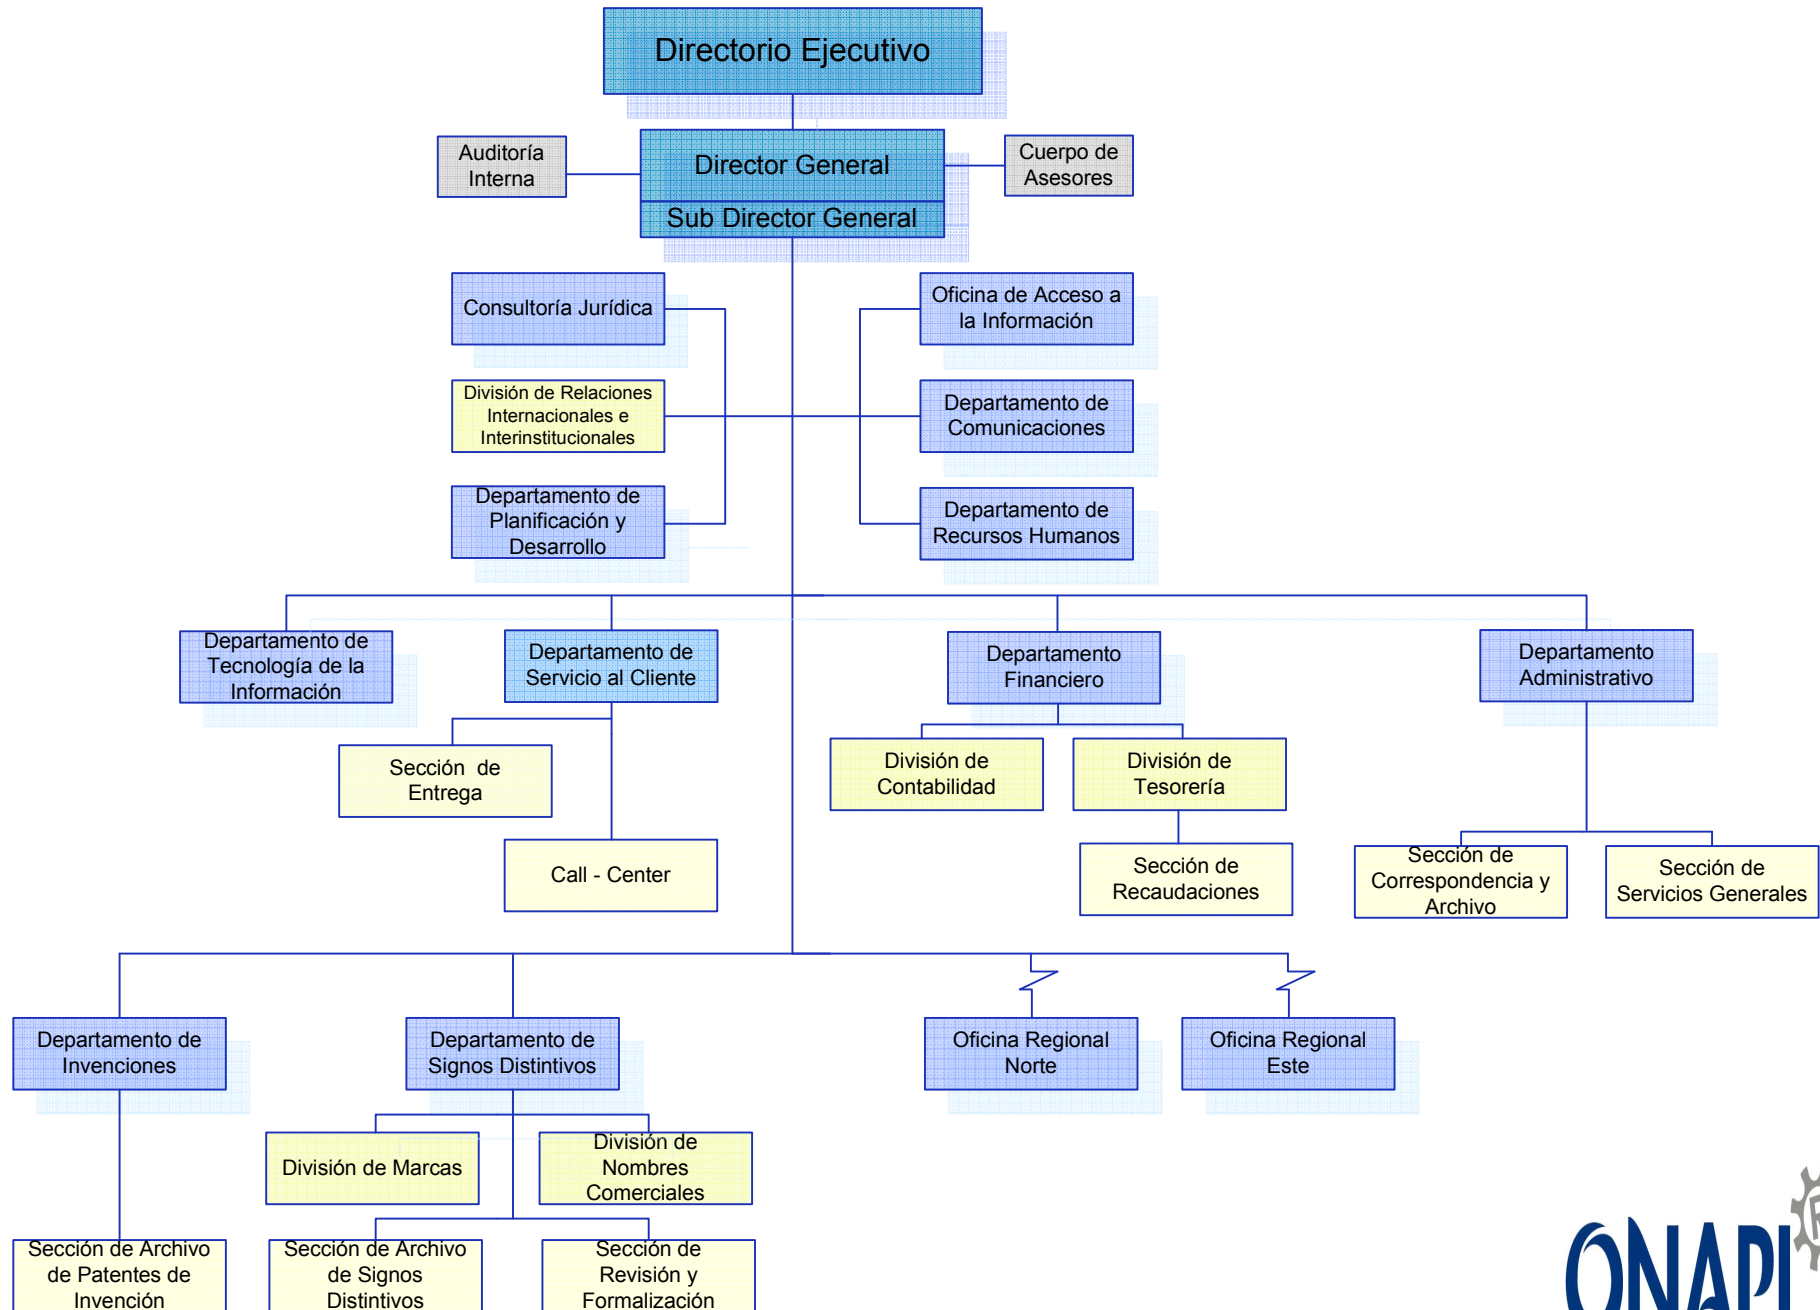 Directorio Ejecutivo
Auditoría
Interna
Director General
Cuerpo de
Asesores
Sub Director General
Consultoría Jurídica
Oficina de Acceso a
la Información
División de Relaciones
Internacionales e
Interinstitucionales
Departamento de
Comunicaciones
Departamento de
Planificación y
Desarrollo
Departamento de
Recursos Humanos
Departamento de
Tecnología de la
Información
Departamento de
Servicio al Cliente
Departamento
Financiero
Departamento
Administrativo
Sección de
Entrega
División de
Contabilidad
División de
Tesorería
Call - Center
Sección de
Recaudaciones
Sección de
Correspondencia y
Archivo
Sección de
Servicios Generales
Departamento de
Invenciones
Departamento de
Signos Distintivos
Oficina Regional
Norte
Oficina Regional
Este
División de Marcas
División de
Nombres
Comerciales
Sección de Archivo
de Patentes de
Invención
Sección de Archivo
de Signos
Distintivos
Sección de
Revisión y
Formalización
ONAPI